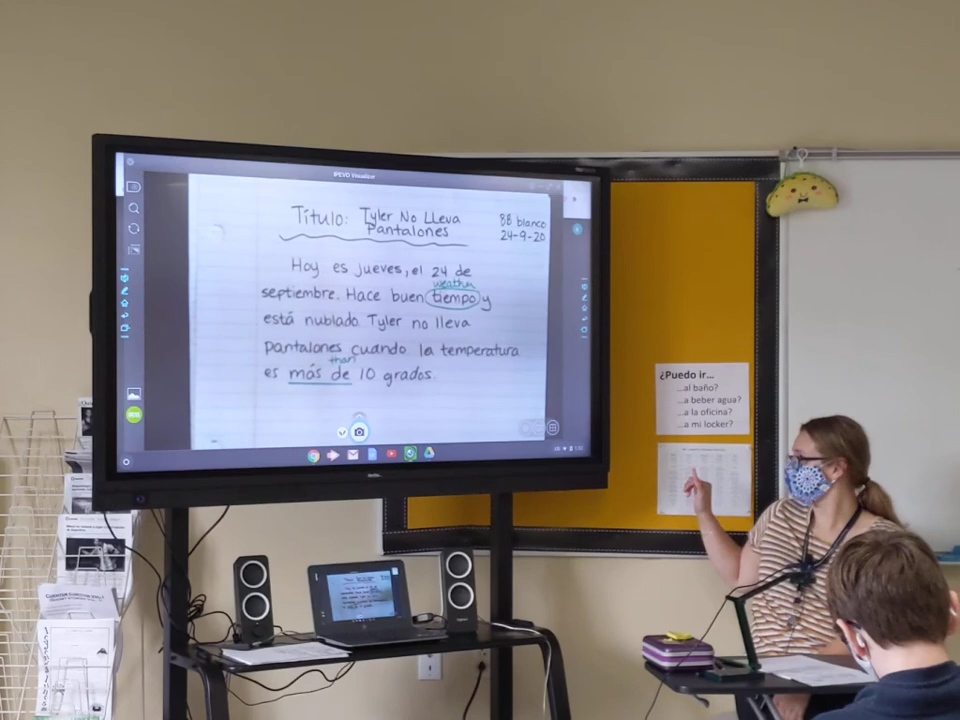 IPEVO Visualizer
Título: Tyler No Lleva
Pantalones
8B blanco
24-9-20
Hoy es jueves, el 24 de
weather
septiembre. Hace buen tiempo y
está nublado. Tyler no lleva
pantalones cuando la temperatura
than
es más de 10 grados.
¿Puedo ir...
...al baño?
...a beber agua?
...a la oficina?
...a mi locker?